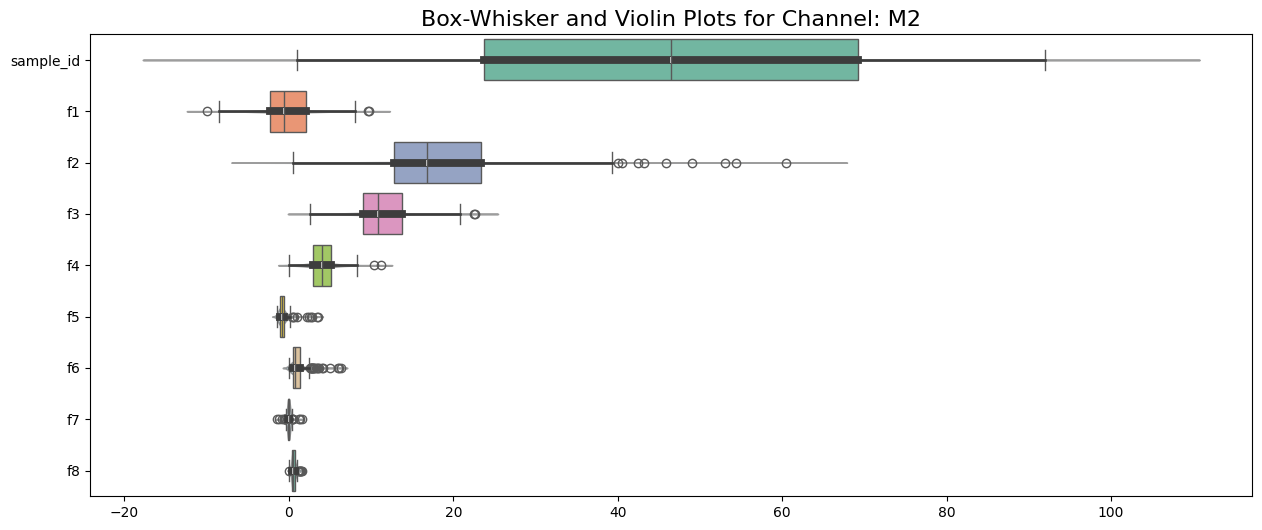 Box-Whisker and Violin Plots for Channel: M2
sample_id
f1
f2
f3
f4
f5
f6
f7
f8
−20 0 20 40 60 80 100